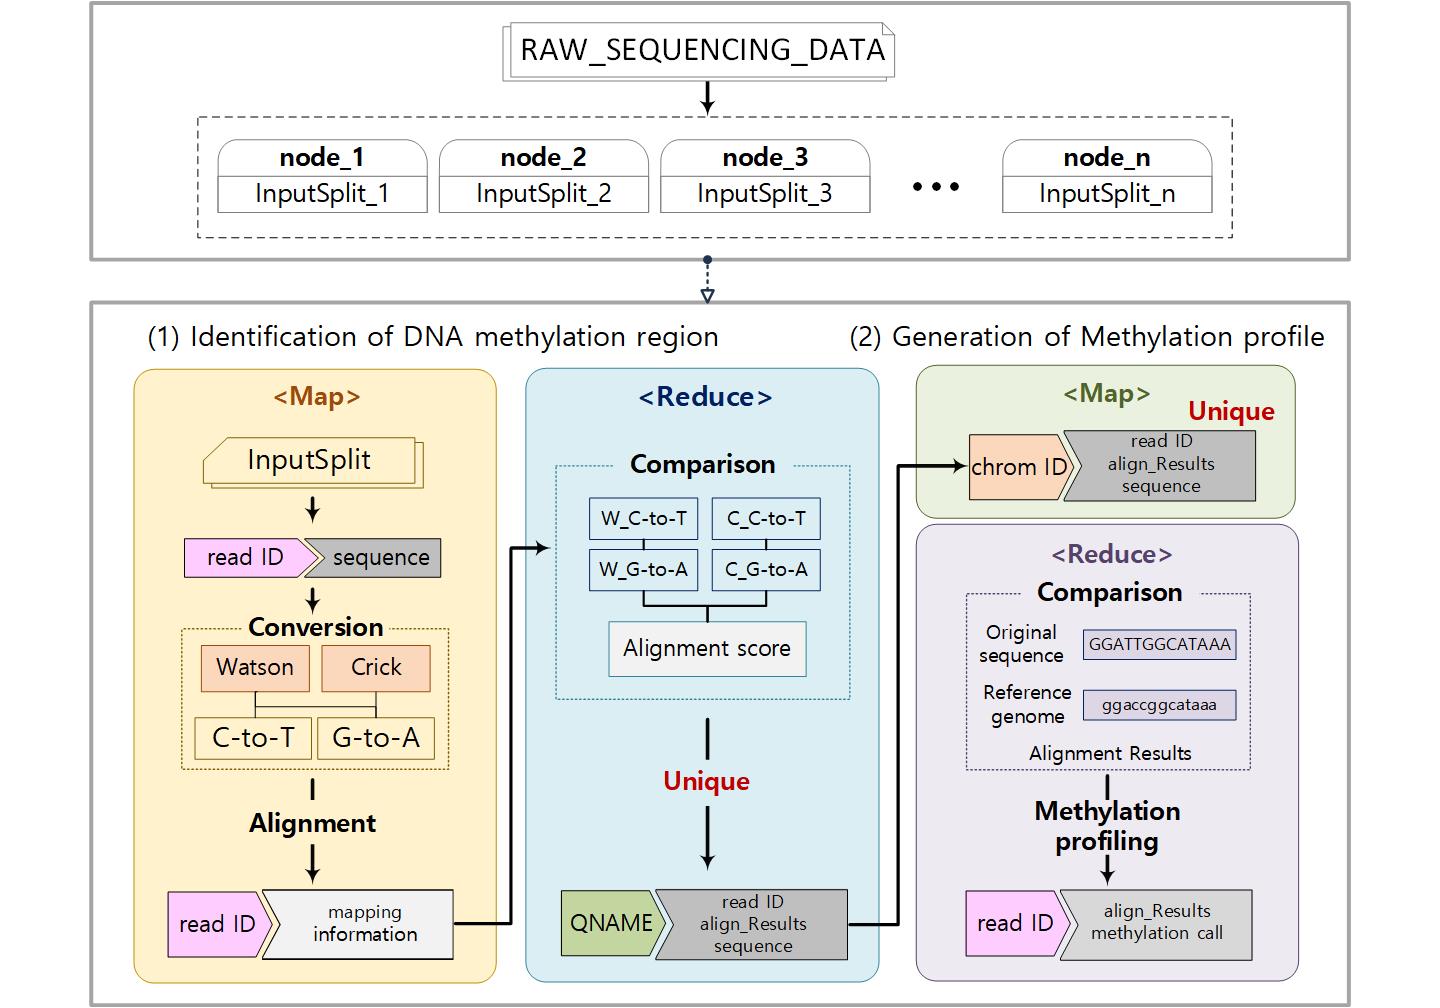 RAW_SEQUENCING_DATA
node_1
InputSplit_1
node_2
InputSplit_2
node_3
InputSplit_3
•••
node_n
InputSplit_n
(1) Identification of DNA methylation region
<Map>
InputSplit
read ID
sequence
Conversion
Watson
Crick
C-to-T
G-to-A
Alignment
read ID
mapping
information
<Reduce>
Comparison
W_C-to-T
C_C-to-T
W_G-to-A
C_G-to-A
Alignment score
Unique
QNAME
read ID
align_Results
sequence
(2) Generation of Methylation profile
<Map>
Unique
chrom ID
read ID
align_Results
sequence
<Reduce>
Comparison
Original
sequence
GGATTGGCATAAA
Reference
genome
ggaccggcataaa
Alignment Results
Methylation
profiling
read ID
align_Results
methylation call